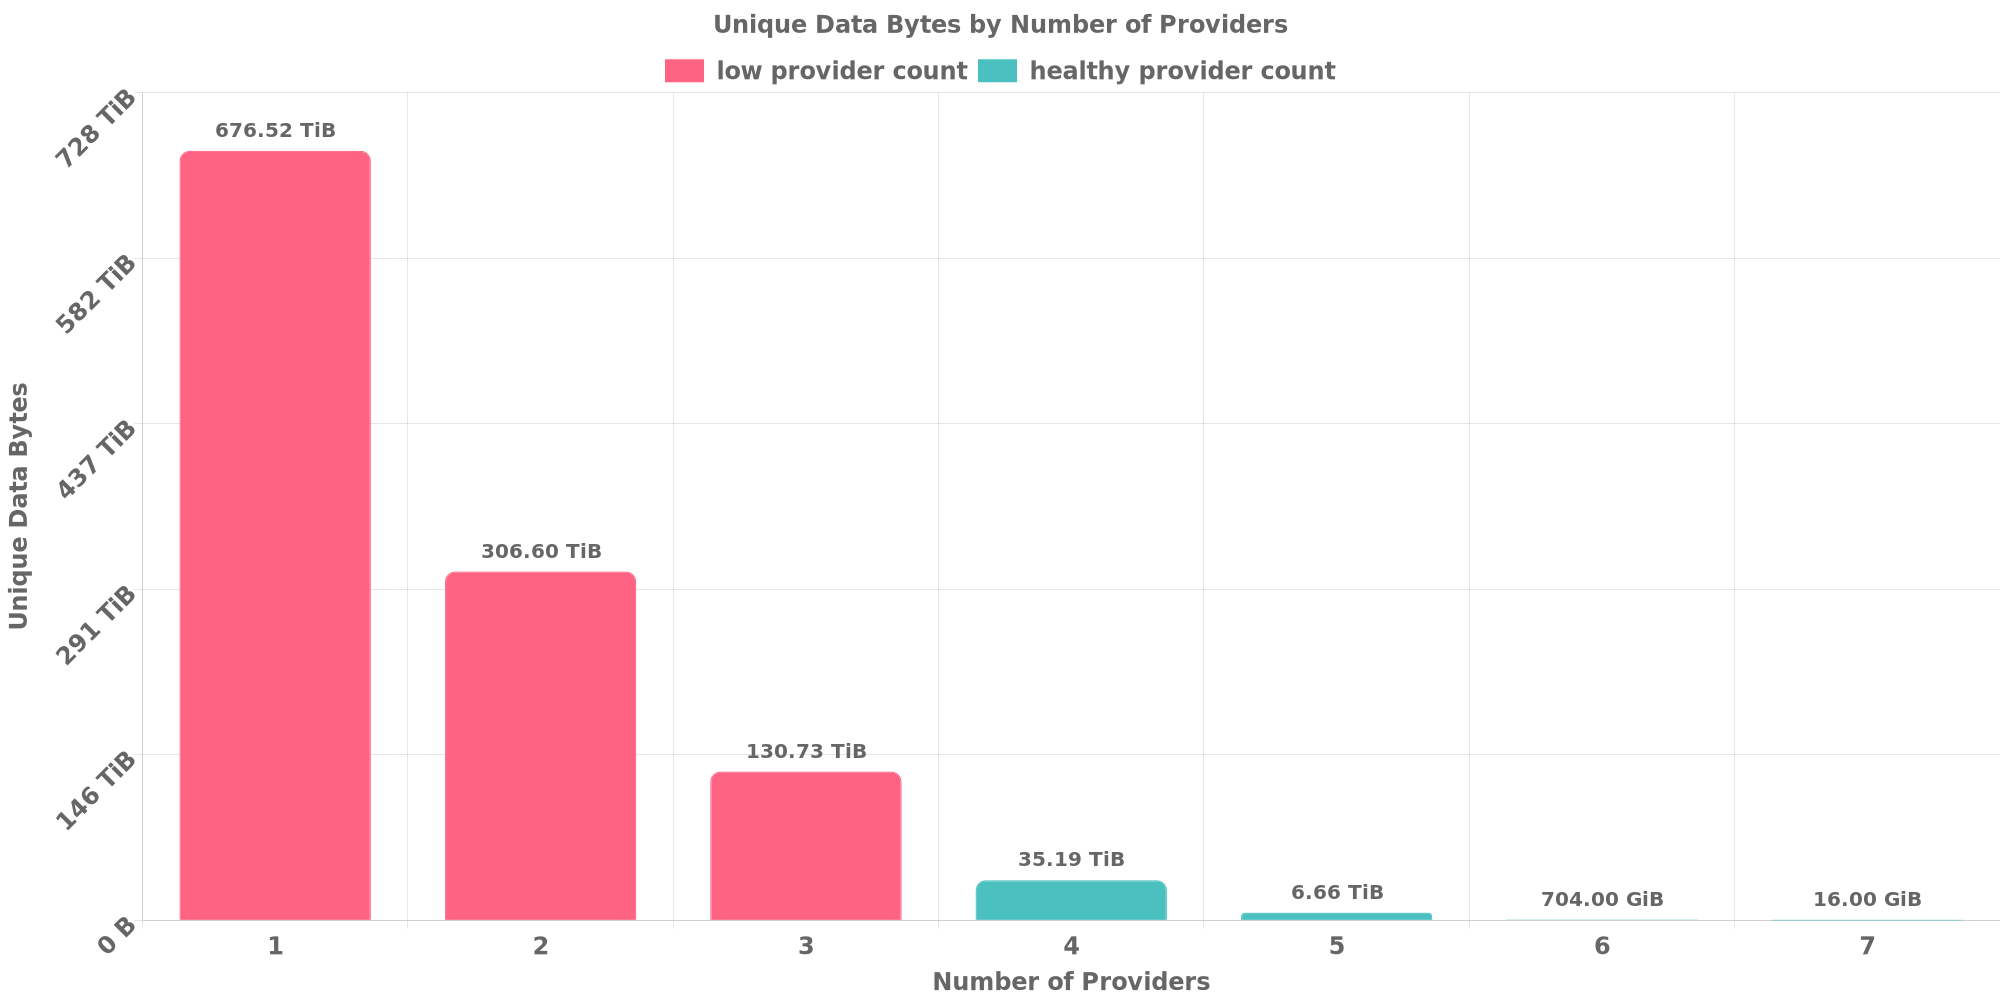 Unique Data Bytes by Number of Providers
low provider count
healthy provider count
728 TiB
582 TiB
437 TiB
291 TiB
146 TiB
0 B
Unique Data Bytes
676.52 TiB
306.60 TiB
130.73 TiB
35.19 TiB
6.66 TiB
704.00 GiB
16.00 GiB
1
2
3
4
5
6
7
Number of Providers